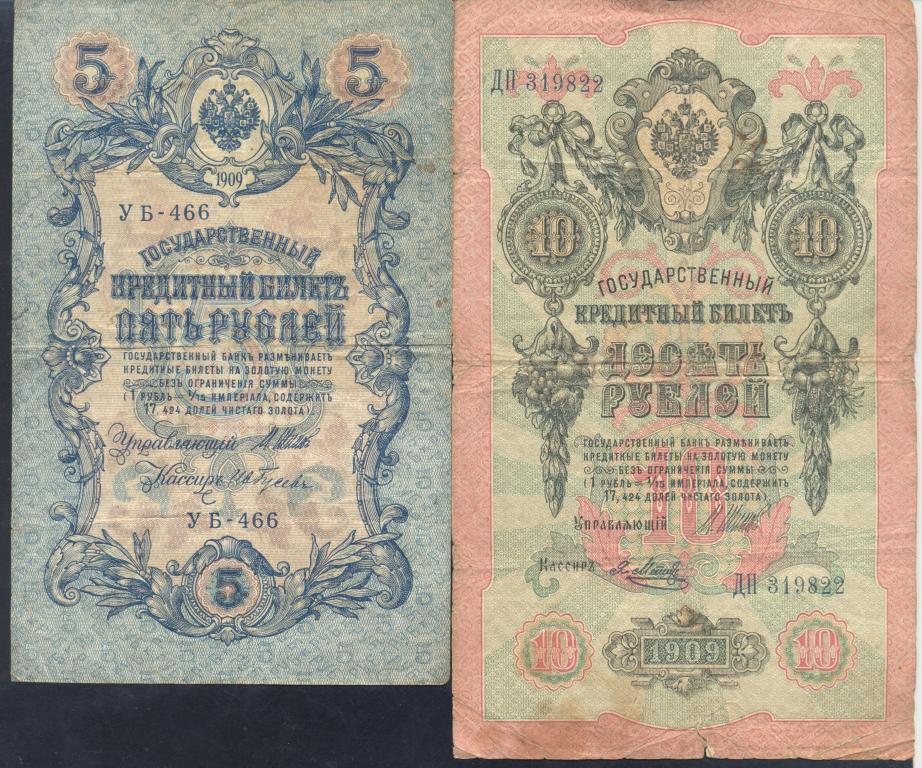 5 5
1909
УБ-466
ГОСУДАРСТВЕННЫЙ
КРЕДИТНЫЙ БИЛЕТЪ
ПЯТЬ РУБЛЕЙ
ГОСУДАРСТВЕННЫЙ БАНКЪ РАЗМѢНИВАЕТЪ
КРЕДИТНЫЕ БИЛЕТЫ НА ЗОЛОТУЮ МОНЕТУ
БЕЗЪ ОГРАНИЧЕНІЯ СУММЫ
(1 РУБЛЬ = 1/15 ИМПЕРІАЛА, СОДЕРЖИТЪ
17,424 ДОЛЕЙ ЧИСТАГО ЗОЛОТА)
Управляющій
Кассиръ
УБ-466
5
ДП 319822
10 10
ГОСУДАРСТВЕННЫЙ
КРЕДИТНЫЙ БИЛЕТЪ
ДЕСЯТЬ
РУБЛЕЙ
ГОСУДАРСТВЕННЫЙ БАНКЪ РАЗМѢНИВАЕТЪ
КРЕДИТНЫЕ БИЛЕТЫ НА ЗОЛОТУЮ МОНЕТУ
БЕЗЪ ОГРАНИЧЕНІЯ СУММЫ
(1 РУБЛЬ = 1/15 ИМПЕРІАЛА, СОДЕРЖИТЪ
17,424 ДОЛЕЙ ЧИСТАГО ЗОЛОТА)
10
УПРАВЛЯЮЩІЙ
КАССИРЪ
ДП 319822
10 1909 10